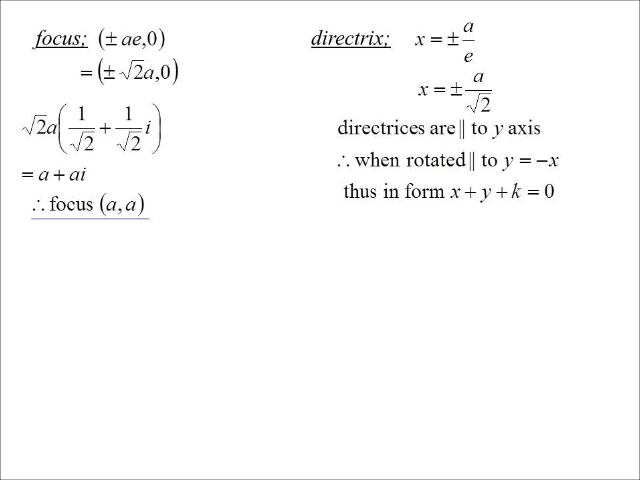 focus; (± ae,0)
= (± √2a,0)
√2a(1/√2 + 1/√2 i)
= a + ai
∴ focus (a, a)
directrix; x = ± a/e
x = ± a/√2
directrices are || to y axis
∴ when rotated || to y = −x
thus in form x + y + k = 0